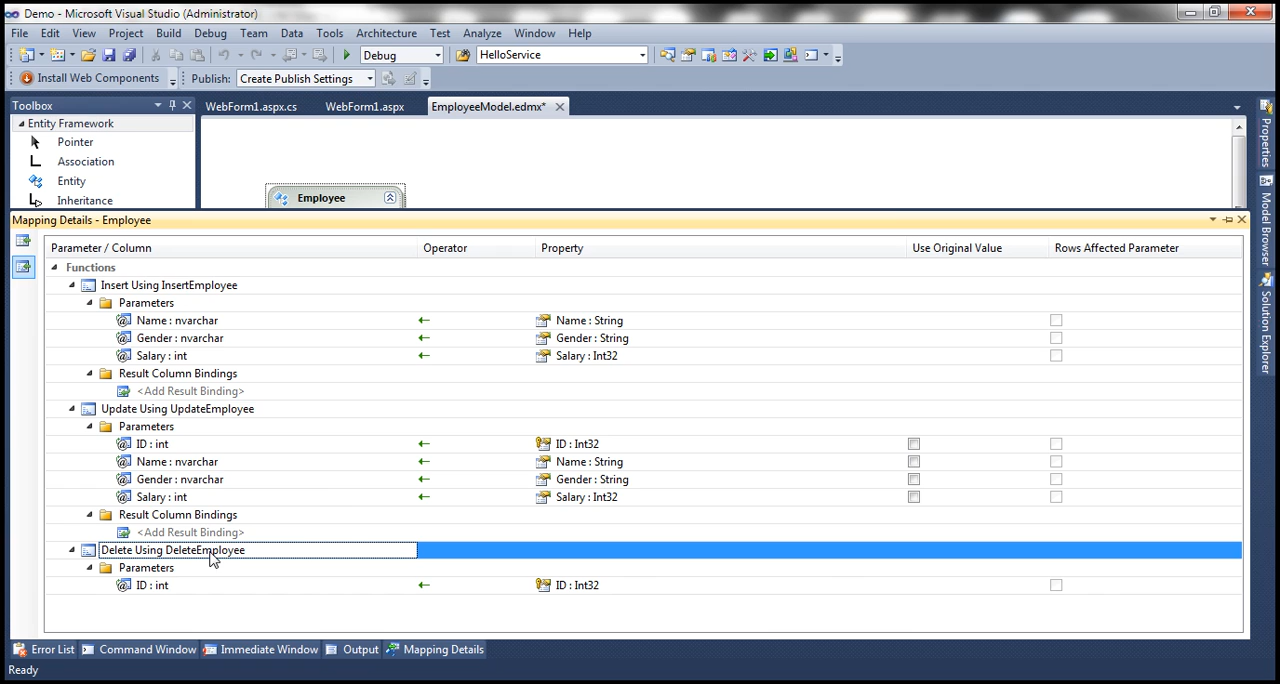 Demo - Microsoft Visual Studio (Administrator)
File Edit View Project Build Debug Team Data Tools Architecture Test Analyze Window Help
Debug HelloService
Install Web Components Publish: Create Publish Settings
Toolbox
WebForm1.aspx.cs WebForm1.aspx EmployeeModel.edmx*
Entity Framework
Pointer
Association
Entity
Inheritance
Employee
Properties
Model Browser
Solution Explorer
Mapping Details - Employee
Parameter / Column Operator Property Use Original Value Rows Affected Parameter
Functions
Insert Using InsertEmployee
Parameters
Name : nvarchar Name : String
Gender : nvarchar Gender : String
Salary : int Salary : Int32
Result Column Bindings
<Add Result Binding>
Update Using UpdateEmployee
Parameters
ID : int ID : Int32
Name : nvarchar Name : String
Gender : nvarchar Gender : String
Salary : int Salary : Int32
Result Column Bindings
<Add Result Binding>
Delete Using DeleteEmployee
Parameters
ID : int ID : Int32
Error List Command Window Immediate Window Output Mapping Details
Ready